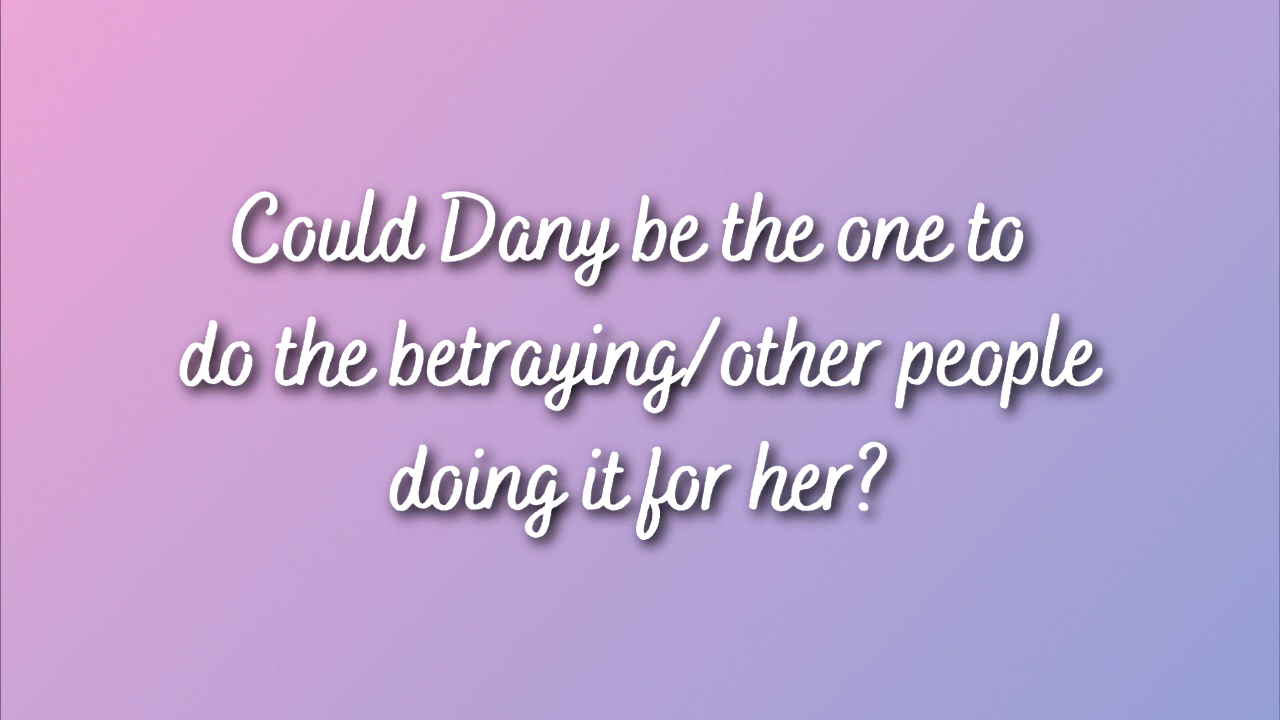 Could Dany be the one to
do the betraying/other people
doing it for her?